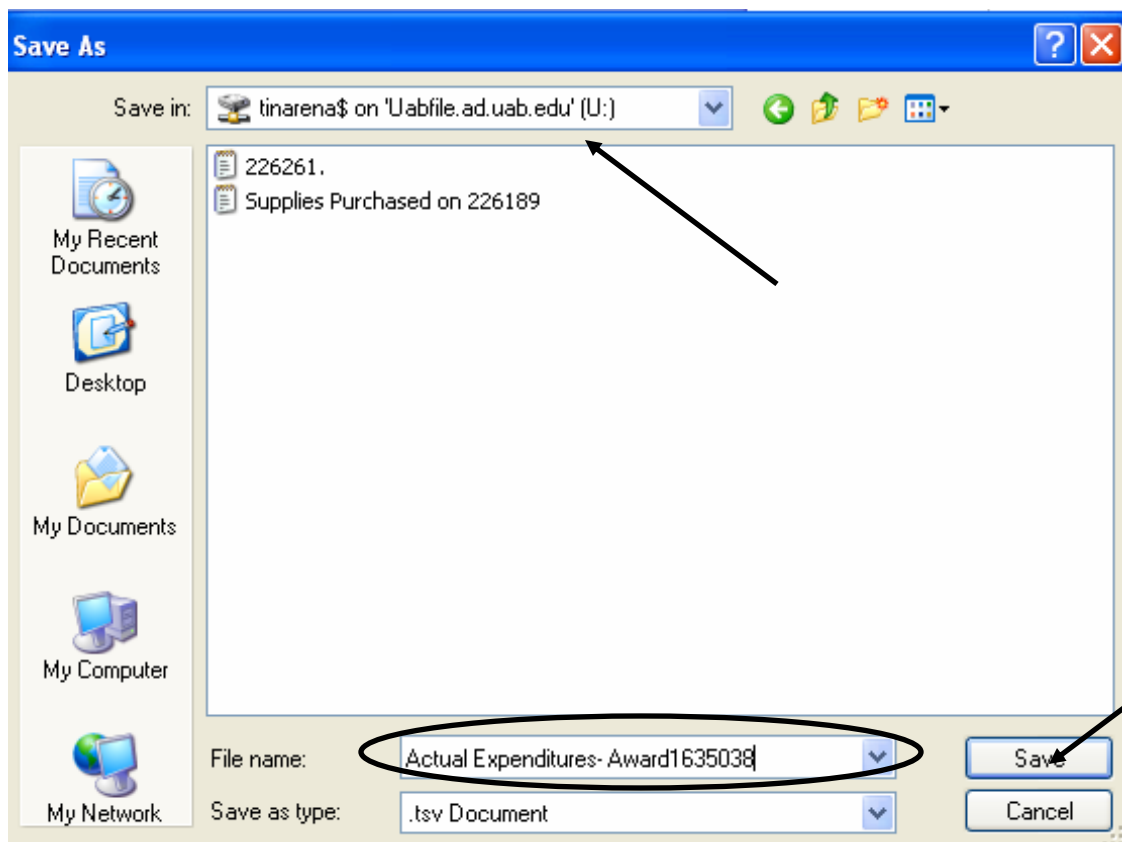 Save As
Save in:
tinarena$ on 'Uabfile.ad.uab.edu' (U:)
226261.
Supplies Purchased on 226189
My Recent
Documents
Desktop
My Documents
My Computer
My Network
File name:
Actual Expenditures- Award1635038
Save
Save as type:
.tsv Document
Cancel